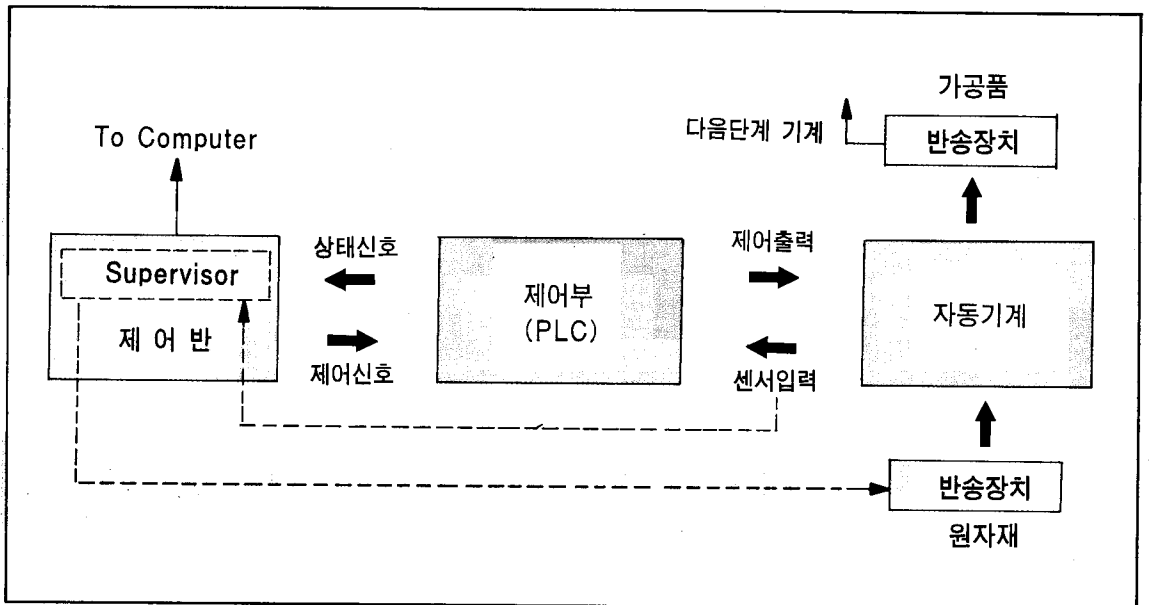 가공품
다음단계 기계
반송장치
To Computer
상태신호
제어출력
Supervisor
제어반
제어부
(PLC)
자동기계
제어신호
센서입력
반송장치
원자재